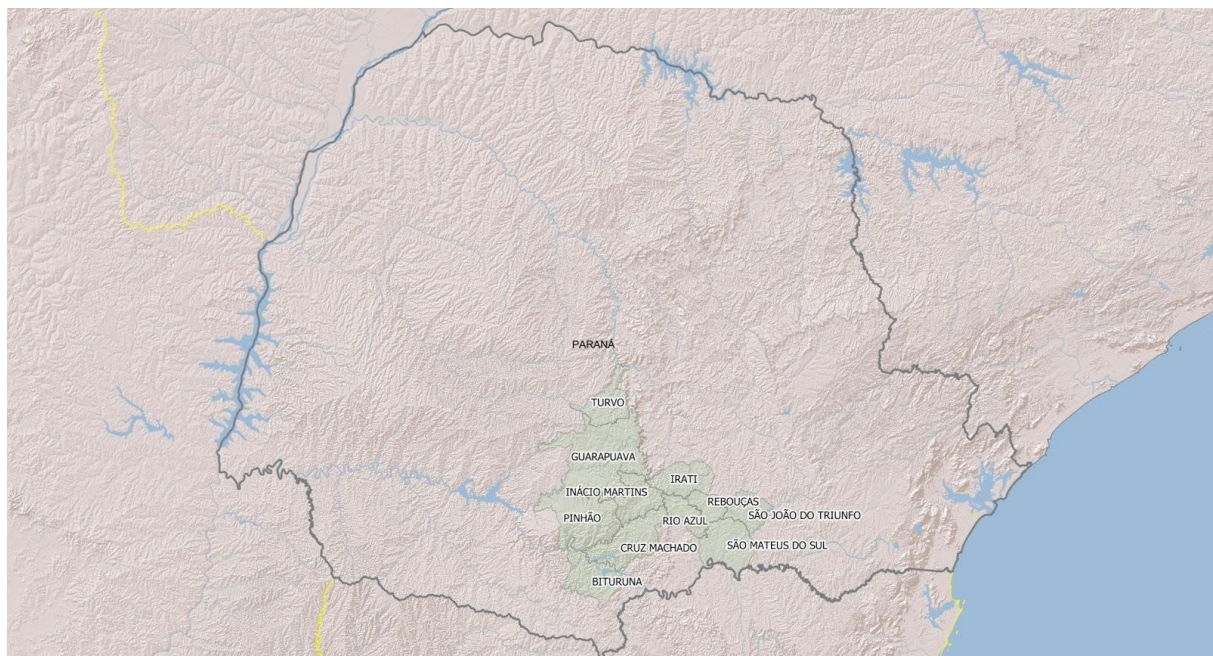 PARANÁ
TURVO
GUARAPUAVA
IRATI
INÁCIO MARTINS
REBOUÇAS
SÃO JOÃO DO TRIUNFO
PINHÃO
RIO AZUL
CRUZ MACHADO
SÃO MATEUS DO SUL
BITURUNA